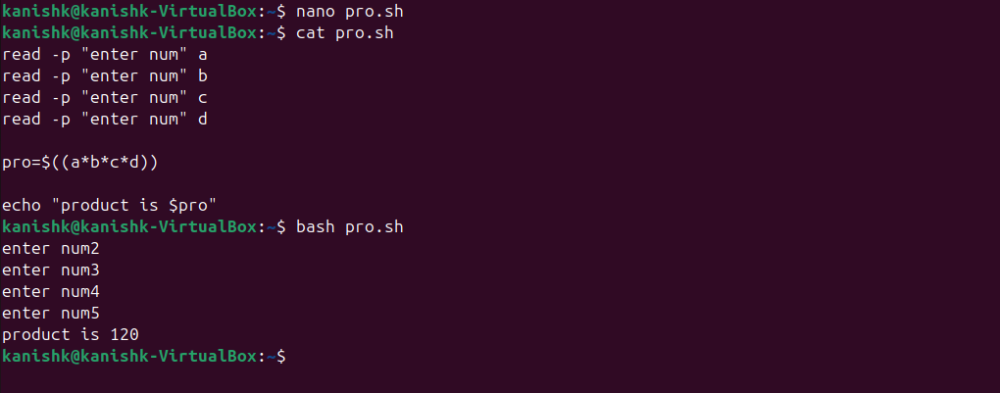 kanishk@kanishk-VirtualBox:~$ nano pro.sh
kanishk@kanishk-VirtualBox:~$ cat pro.sh
read -p "enter num" a
read -p "enter num" b
read -p "enter num" c
read -p "enter num" d
pro=$((a*b*c*d))
echo "product is $pro"
kanishk@kanishk-VirtualBox:~$ bash pro.sh
enter num2
enter num3
enter num4
enter num5
product is 120
kanishk@kanishk-VirtualBox:~$